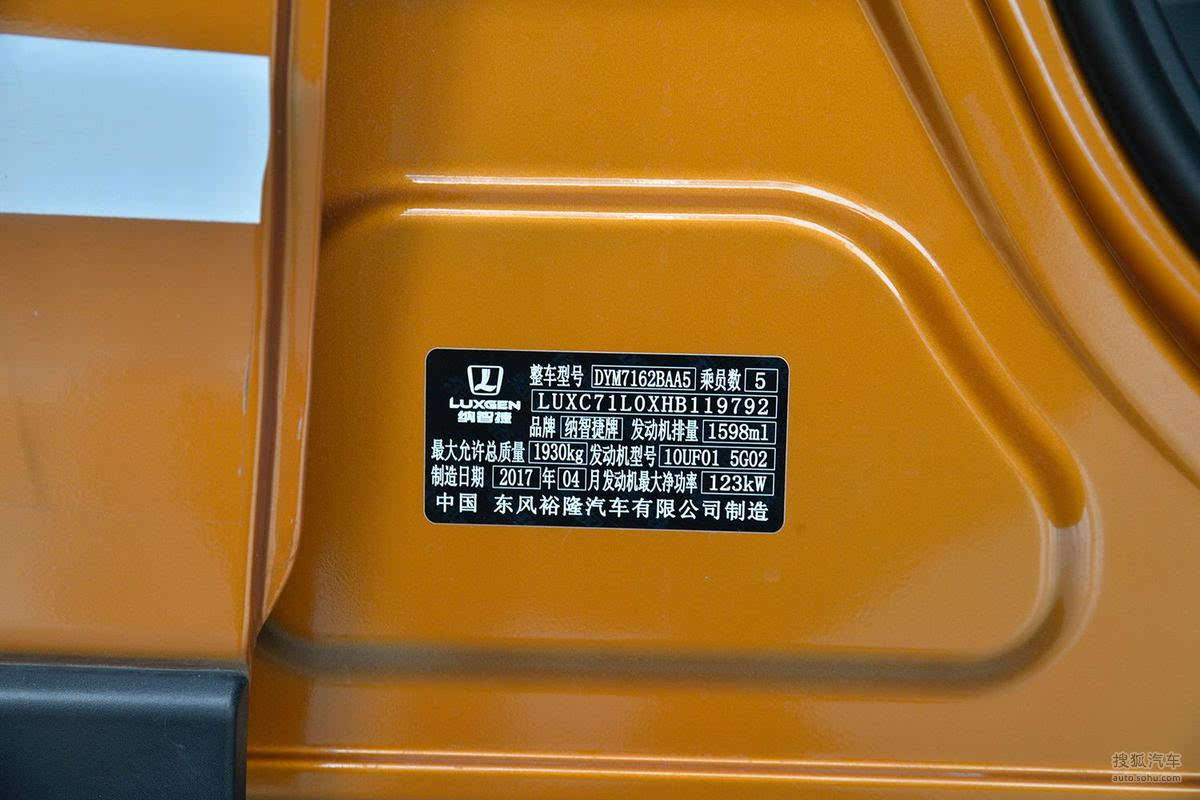 LUXGEN
纳智捷
整车型号 DYM7162BAA5 乘员数 5
LUXC71L0XHB119792
品牌 纳智捷牌 发动机排量 1598ml
最大允许总质量 1930kg 发动机型号 10UF01 5G02
制造日期 2017 年 04 月 发动机最大净功率 123kW
中国 东风裕隆汽车有限公司制造
搜狐汽车
auto.sohu.com